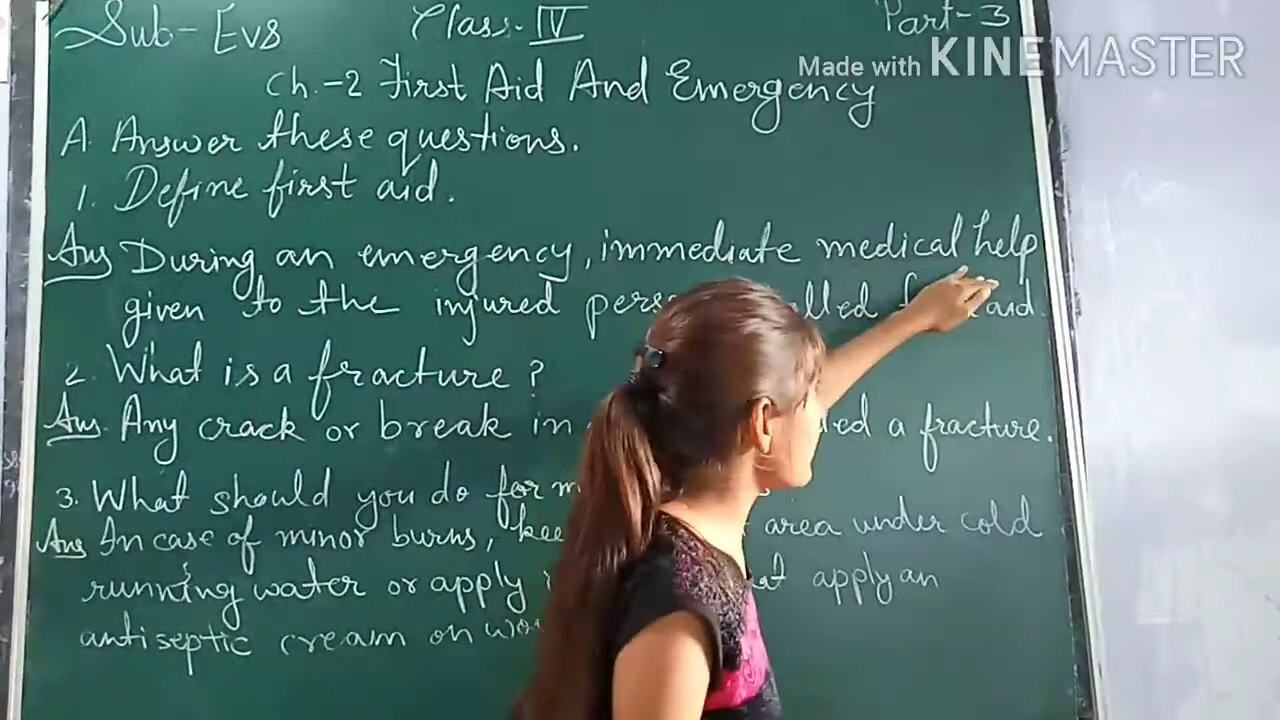 Sub- Evs Class- IV Part-3
Made with KINEMASTER
Ch.-2 First Aid And Emergency
A. Answer these questions.
1. Define first aid.
Ans During an emergency, immediate medical help
given to the injured aid.
2. What is a fracture?
Ans. Any crack or break in a fracture.
3. What should you do for
Ans In case of minor burns, area under cold
running water or apply apply an
antiseptic cream on